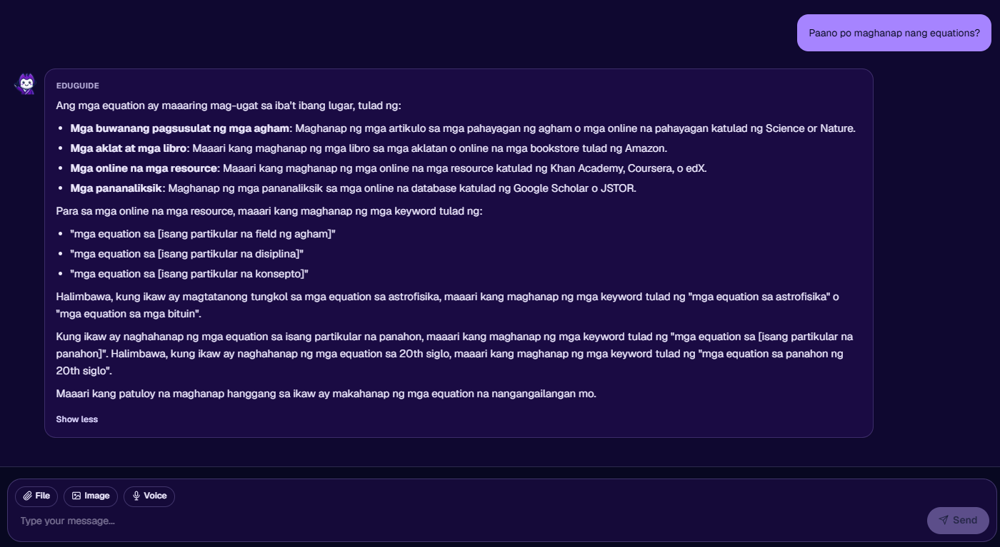 Paano po maghanap nang equations?
EDUGUIDE
Ang mga equation ay maaaring mag-ugat sa iba't ibang lugar, tulad ng:
• Mga buwanang pagsusulat ng mga agham: Maghanap ng mga artikulo sa mga pahayagan ng agham o mga online na pahayagan katulad ng Science or Nature.
• Mga aklat at mga libro: Maaari kang maghanap ng mga libro sa mga aklatan o online na mga bookstore tulad ng Amazon.
• Mga online na mga resource: Maaari kang maghanap ng mga online na mga resource katulad ng Khan Academy, Coursera, o edX.
• Mga pananaliksik: Maghanap ng mga pananaliksik sa mga online na database katulad ng Google Scholar o JSTOR.
Para sa mga online na mga resource, maaari kang maghanap ng mga keyword tulad ng:
• "mga equation sa [isang partikular na field ng agham]"
• "mga equation sa [isang partikular na disiplina]"
• "mga equation sa [isang partikular na konsepto]"
Halimbawa, kung ikaw ay magtatanong tungkol sa mga equation sa astrofisika, maaari kang maghanap ng mga keyword tulad ng "mga equation sa astrofisika" o
"mga equation sa mga bituin".
Kung ikaw ay naghahanap ng mga equation sa isang partikular na panahon, maaari kang maghanap ng mga keyword tulad ng "mga equation sa [isang partikular na
panahon]". Halimbawa, kung ikaw ay naghahanap ng mga equation sa 20th siglo, maaari kang maghanap ng mga keyword tulad ng "mga equation sa panahon ng
20th siglo".
Maaari kang patuloy na maghanap hanggang sa ikaw ay makahanap ng mga equation na nangangailangan mo.
Show less
File Image Voice
Type your message...
Send